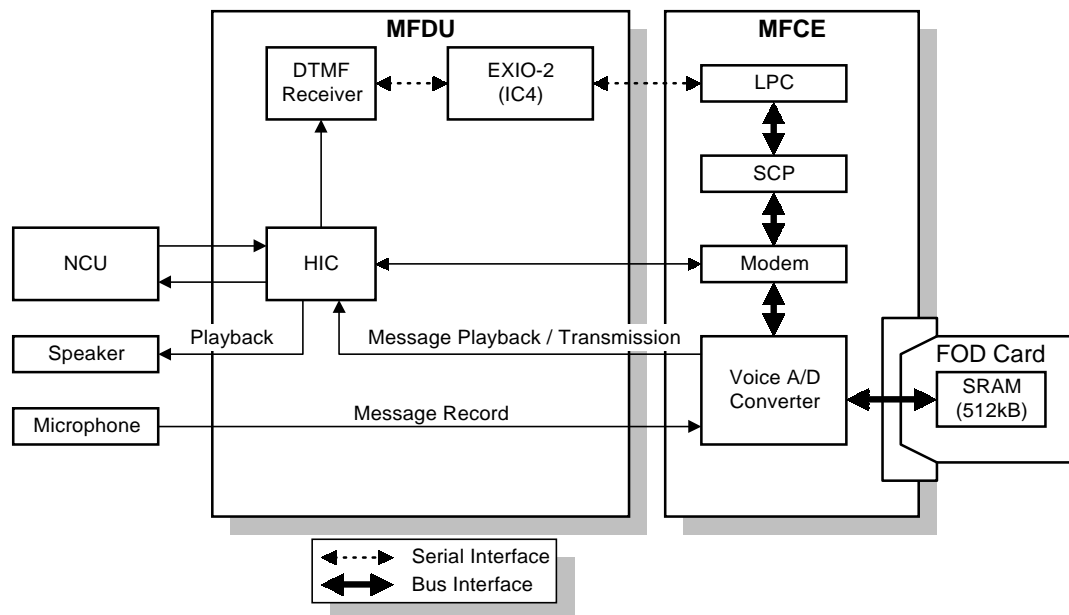 MFDU
MFCE
DTMF
Receiver
EXIO-2
(IC4)
LPC
SCP
NCU
HIC
Modem
Playback
Message Playback / Transmission
Speaker
FOD Card
Voice A/D
Converter
SRAM
(512kB)
Message Record
Microphone
Serial Interface
Bus Interface